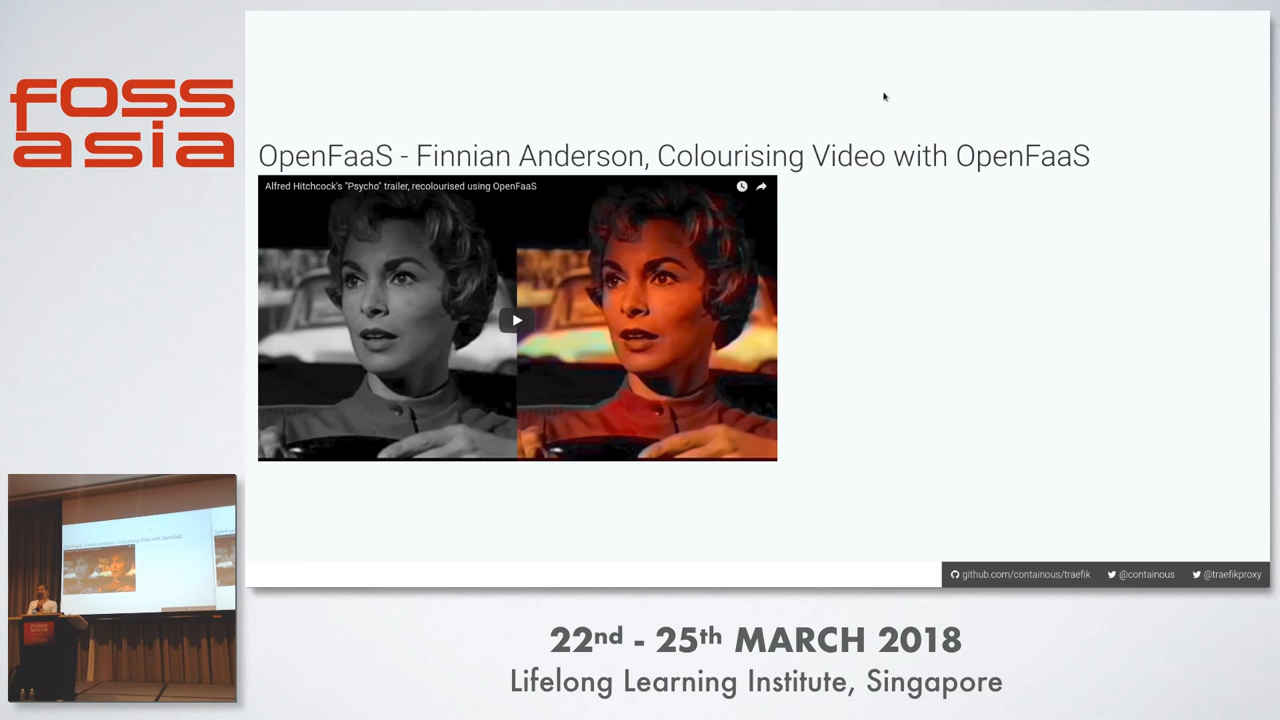 foss
asia
OpenFaaS - Finnian Anderson, Colourising Video with OpenFaaS
Alfred Hitchcock's "Psycho" trailer, recolourised using OpenFaaS
github.com/containous/traefik @containous @traefikproxy
22nd - 25th MARCH 2018
Lifelong Learning Institute, Singapore